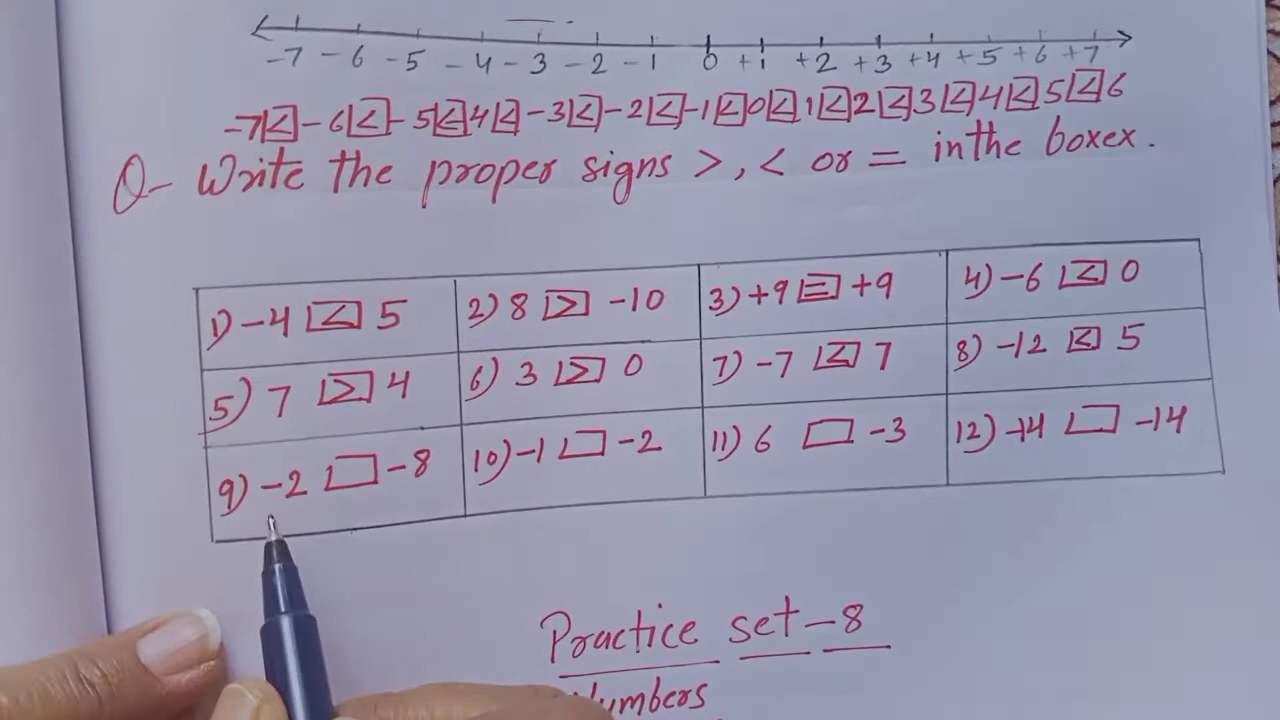 -7 -6 -5 -4 -3 -2 -1 0 +1 +2 +3 +4 +5 +6 +7
-7 < -6 < -5 < 4 < -3 < -2 < -1 < 0 < 1 < 2 < 3 < 4 < 5 < 6
Q- Write the proper signs >, < or = in the boxex.
1) -4 < 5 2) 8 > -10 3) +9 = +9 4) -6 < 0
5) 7 > 4 6) 3 > 0 7) -7 < 7 8) -12 < 5
9) -2 □ -8 10) -1 □ -2 11) 6 □ -3 12) -14 □ -14
Practice set-8
Numbers